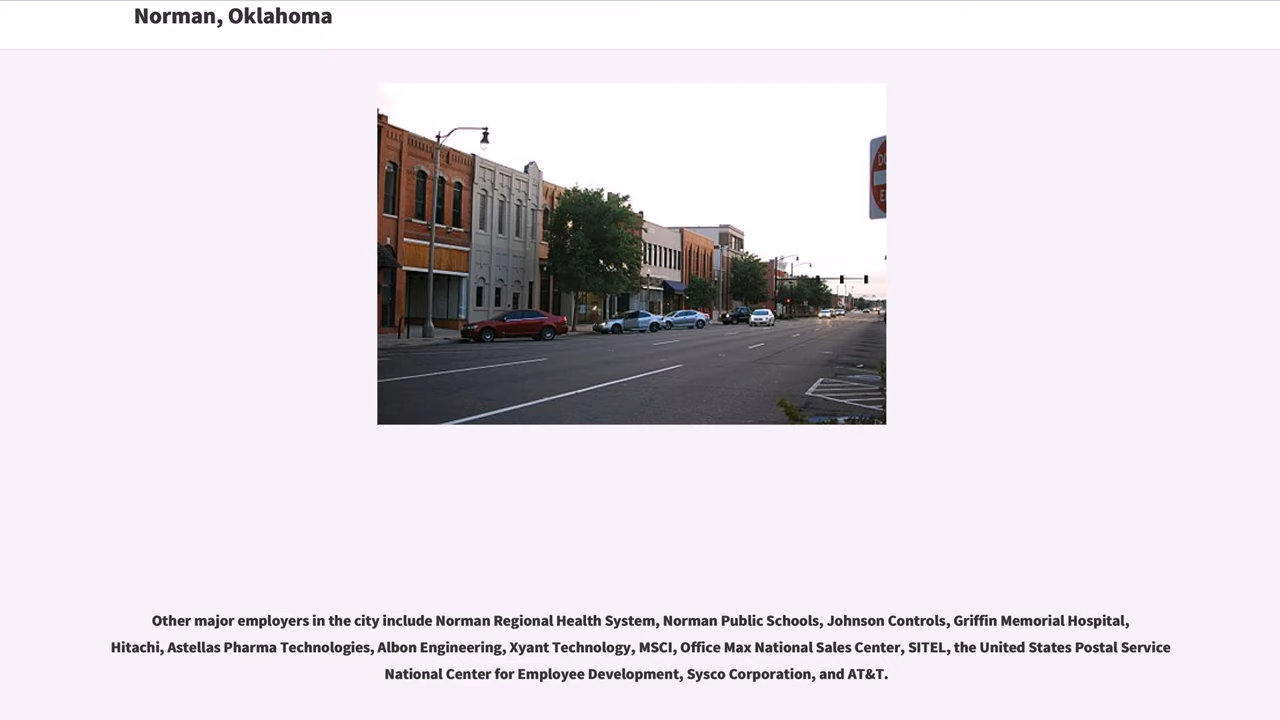 Norman, Oklahoma
Other major employers in the city include Norman Regional Health System, Norman Public Schools, Johnson Controls, Griffin Memorial Hospital,
Hitachi, Astellas Pharma Technologies, Albon Engineering, Xyant Technology, MSCI, Office Max National Sales Center, SITEL, the United States Postal Service
National Center for Employee Development, Sysco Corporation, and AT&T.